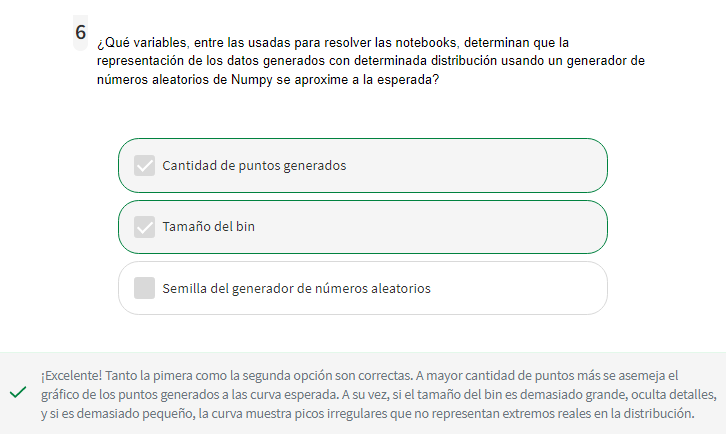 6
¿Qué variables, entre las usadas para resolver las notebooks, determinan que la
representación de los datos generados con determinada distribución usando un generador de
números aleatorios de Numpy se aproxime a la esperada?
Cantidad de puntos generados
Tamaño del bin
Semilla del generador de números aleatorios
¡Excelente! Tanto la pimera como la segunda opción son correctas. A mayor cantidad de puntos más se asemeja el
gráfico de los puntos generados a las curva esperada. A su vez, si el tamaño del bin es demasiado grande, oculta detalles,
y si es demasiado pequeño, la curva muestra picos irregulares que no representan extremos reales en la distribución.